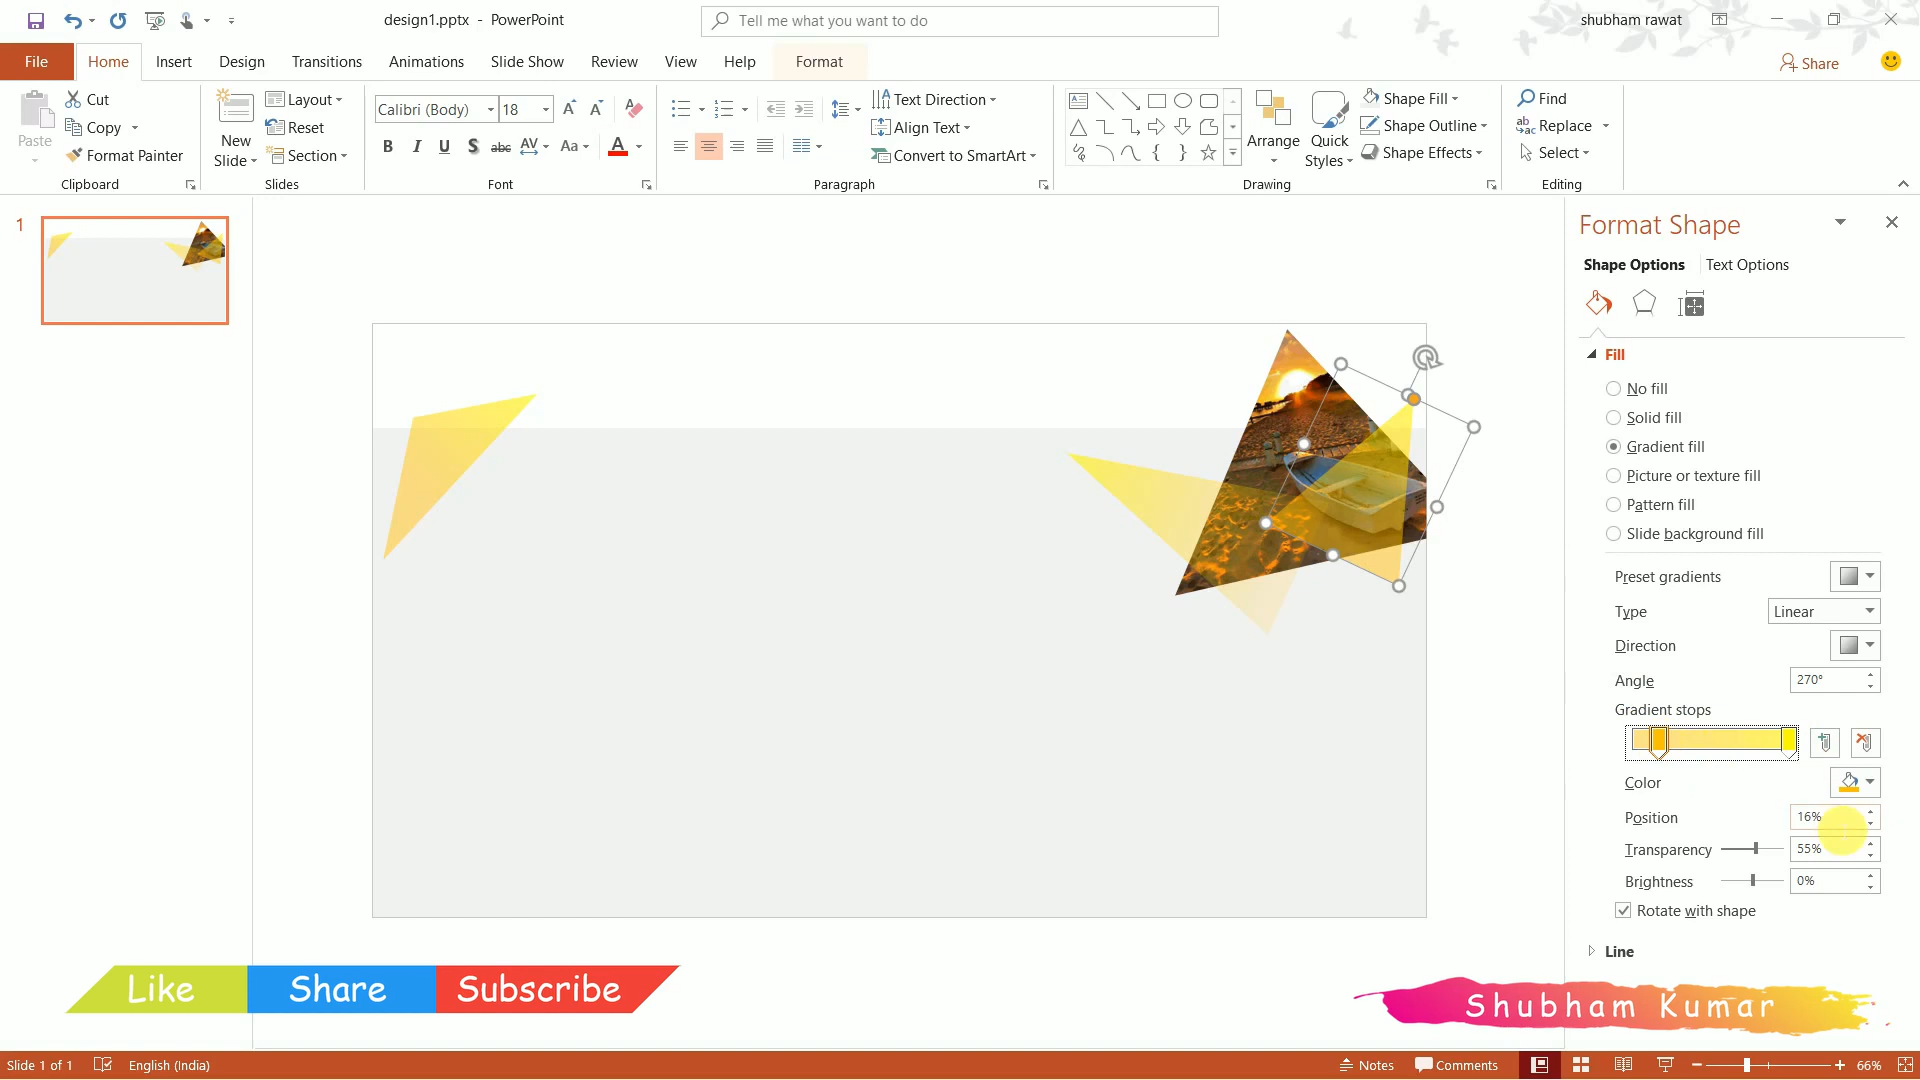 design1.pptx - PowerPoint
Tell me what you want to do
shubham rawat
File Home Insert Design Transitions Animations Slide Show Review View Help Format
Share
Paste
Cut
Copy
Format Painter
Clipboard
New Slide
Layout
Reset
Section
Slides
Calibri (Body) 18
B I U S abc AV Aa A
Font
Text Direction
Align Text
Convert to SmartArt
Paragraph
Arrange
Quick Styles
Shape Fill
Shape Outline
Shape Effects
Drawing
Find
Replace
Select
Editing
1
Format Shape
Shape Options Text Options
Fill
No fill
Solid fill
Gradient fill
Picture or texture fill
Pattern fill
Slide background fill
Preset gradients
Type Linear
Direction
Angle 270°
Gradient stops
Color
Position 16%
Transparency 55%
Brightness 0%
Rotate with shape
Line
Like Share Subscribe
Shubham Kumar
Slide 1 of 1 English (India)
Notes Comments 66%